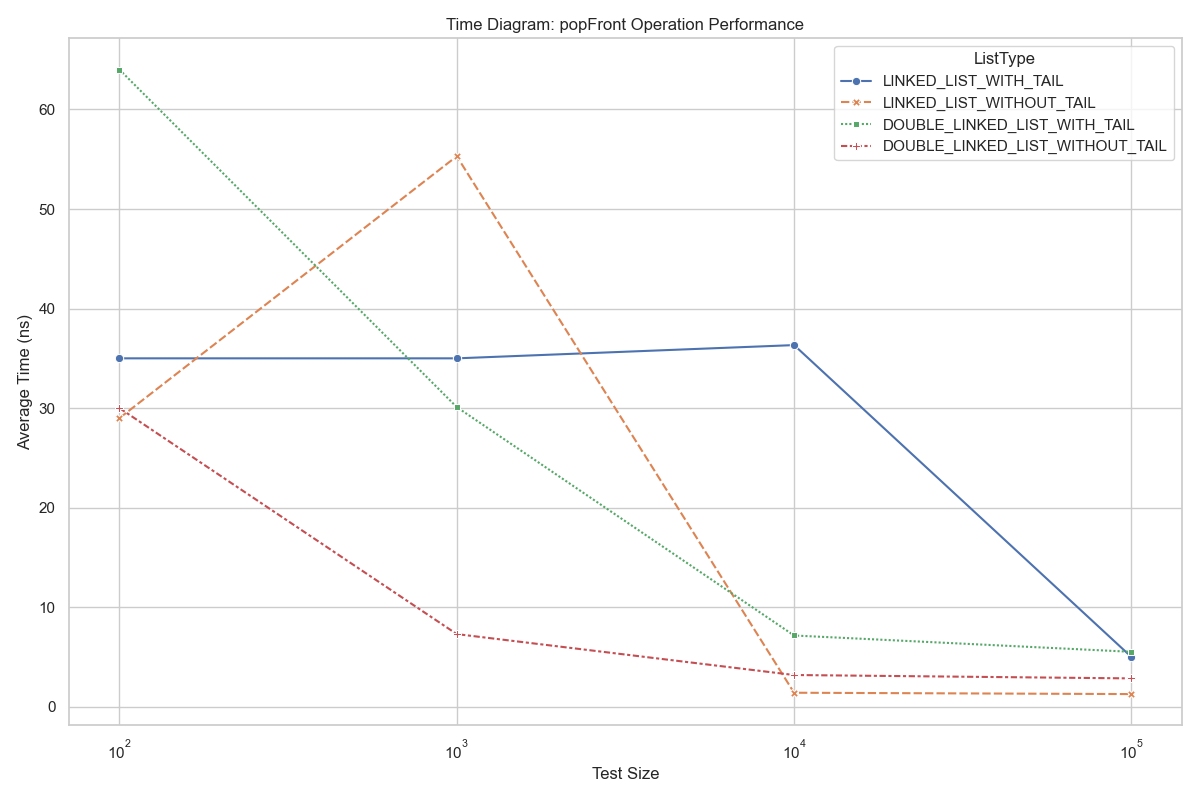 Time Diagram: popFront Operation Performance
ListType
LINKED_LIST_WITH_TAIL
LINKED_LIST_WITHOUT_TAIL
DOUBLE_LINKED_LIST_WITH_TAIL
DOUBLE_LINKED_LIST_WITHOUT_TAIL
Average Time (ns)
60
50
40
30
20
10
0
10² 10³ 10⁴ 10⁵
Test Size